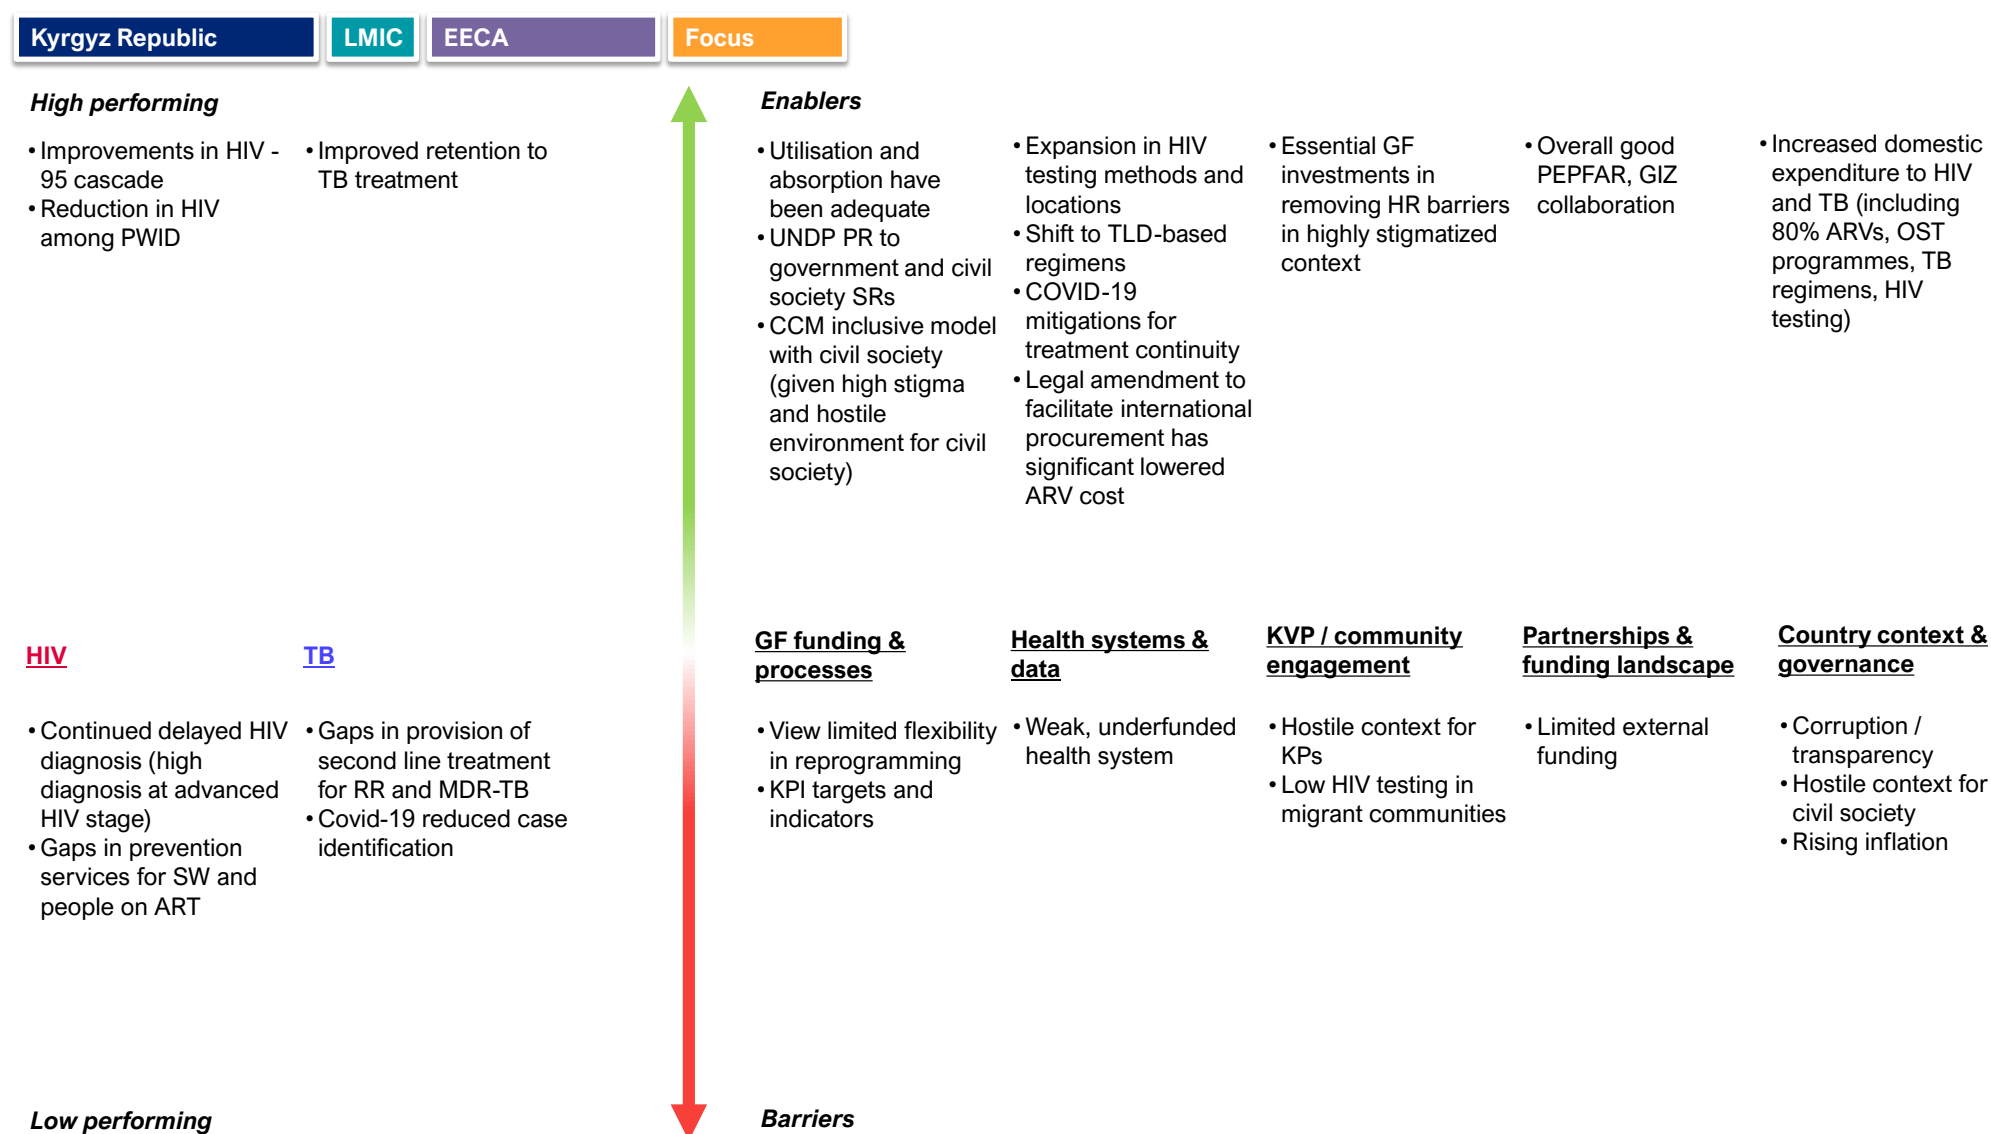 Kyrgyz Republic
LMIC
EECA
Focus
High performing
• Improvements in HIV -
95 cascade
• Reduction in HIV
among PWID
• Improved retention to
TB treatment
Enablers
• Utilisation and
absorption have
been adequate
• UNDP PR to
government and civil
society SRs
• CCM inclusive model
with civil society
(given high stigma
and hostile
environment for civil
society)
• Expansion in HIV
testing methods and
locations
• Shift to TLD-based
regimens
• COVID-19
mitigations for
treatment continuity
• Legal amendment to
facilitate international
procurement has
significant lowered
ARV cost
• Essential GF
investments in
removing HR barriers
in highly stigmatized
context
• Overall good
PEPFAR, GIZ
collaboration
• Increased domestic
expenditure to HIV
and TB (including
80% ARVs, OST
programmes, TB
regimens, HIV
testing)
HIV
TB
GF funding &
processes
Health systems &
data
KVP / community
engagement
Partnerships &
funding landscape
Country context &
governance
• Continued delayed HIV
diagnosis (high
diagnosis at advanced
HIV stage)
• Gaps in prevention
services for SW and
people on ART
• Gaps in provision of
second line treatment
for RR and MDR-TB
• Covid-19 reduced case
identification
• View limited flexibility
in reprogramming
• KPI targets and
indicators
• Weak, underfunded
health system
• Hostile context for
KPs
• Low HIV testing in
migrant communities
• Limited external
funding
• Corruption /
transparency
• Hostile context for
civil society
• Rising inflation
Low performing
Barriers